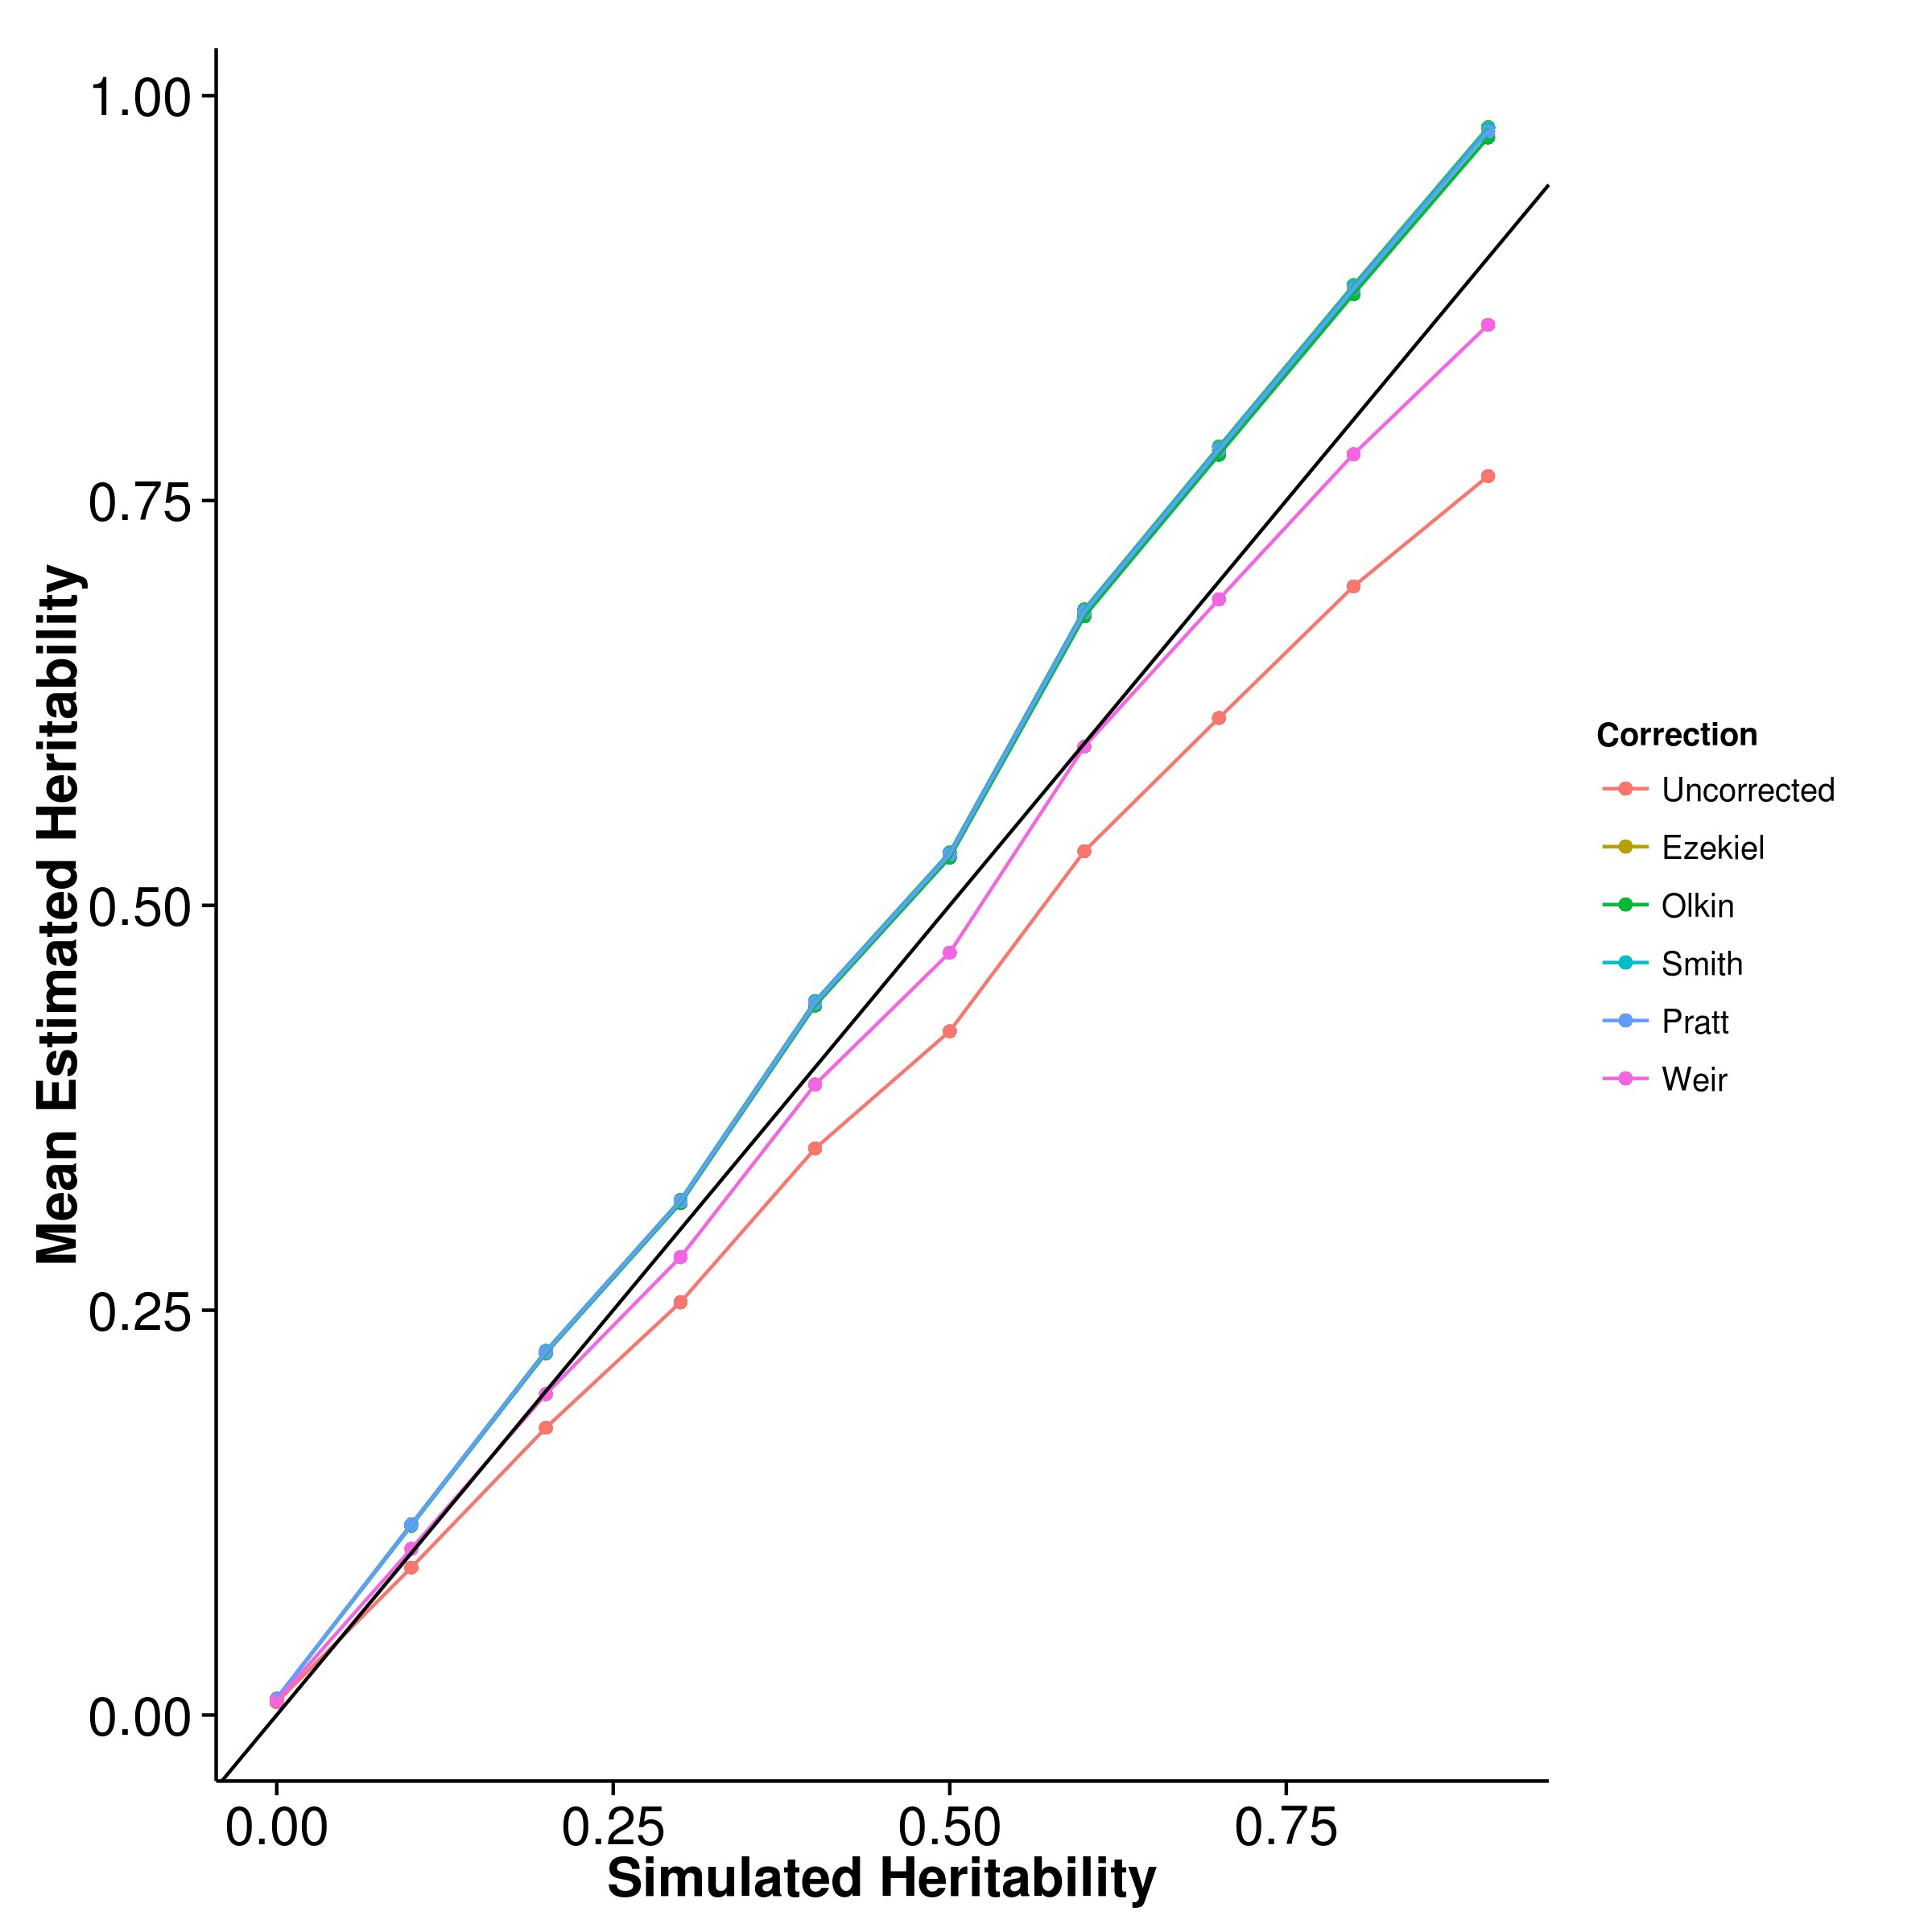 Mean Estimated Heritability
1.00
0.75
0.50
0.25
0.00
0.00 0.25 0.50 0.75
Simulated Heritability
Correction
Uncorrected
Ezekiel
Olkin
Smith
Pratt
Weir